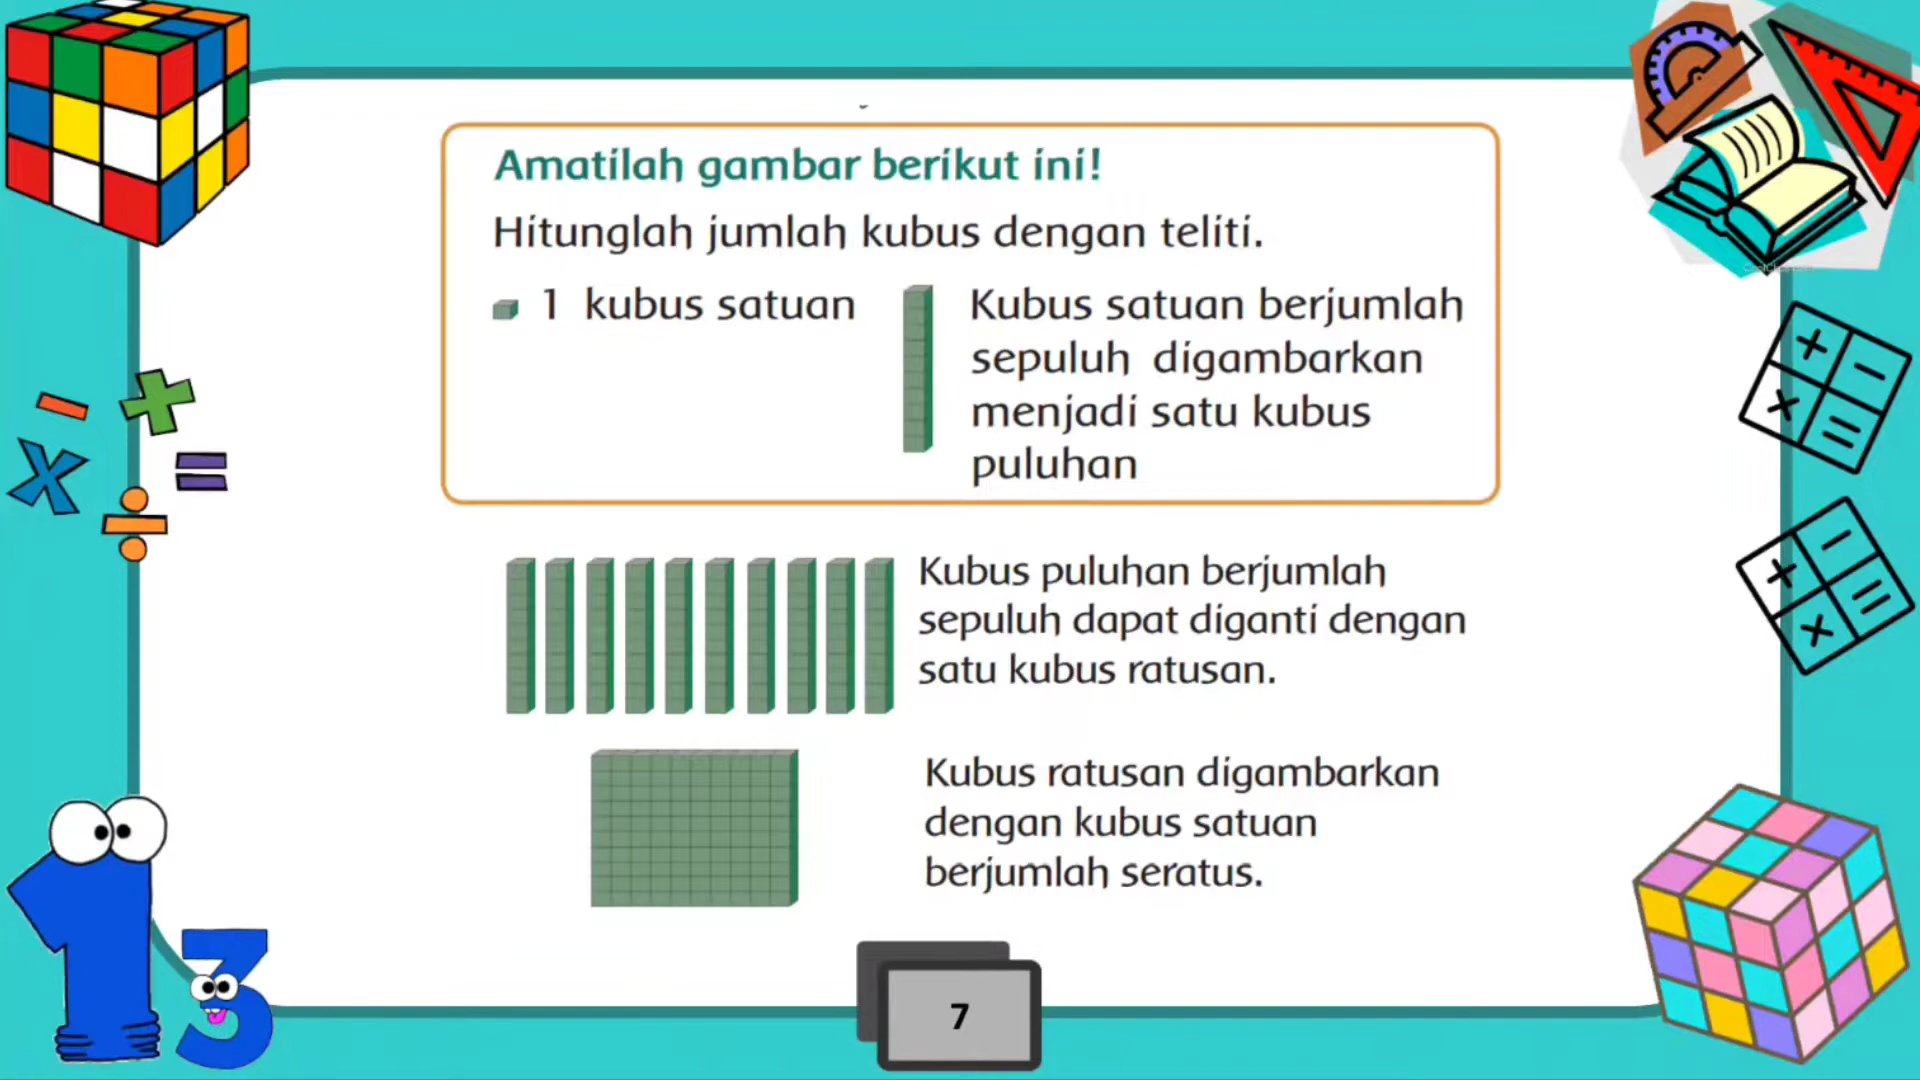 Amatilah gambar berikut ini!
Hitunglah jumlah kubus dengan teliti.
1 kubus satuan
Kubus satuan berjumlah
sepuluh digambarkan
menjadi satu kubus
puluhan
Kubus puluhan berjumlah
sepuluh dapat diganti dengan
satu kubus ratusan.
Kubus ratusan digambarkan
dengan kubus satuan
berjumlah seratus.
7